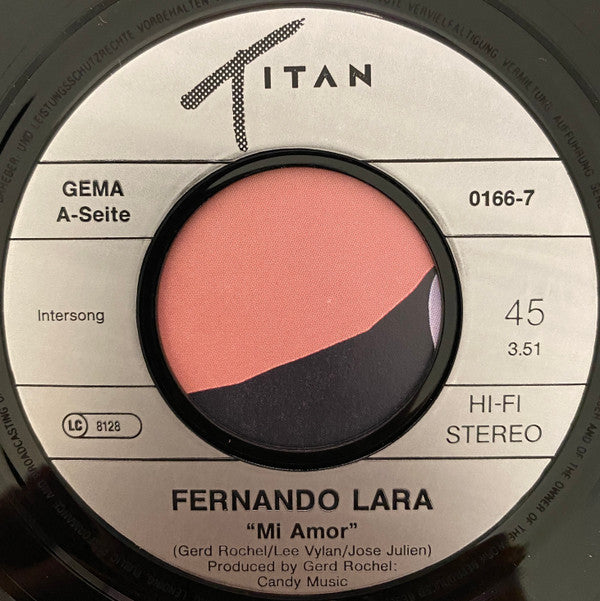 TITAN
GEMA
A-Seite
0166-7
Intersong
45
3.51
LC 8128
HI-FI
STEREO
FERNANDO LARA
"Mi Amor"
(Gerd Rochel/Lee Vylan/Jose Julien)
Produced by Gerd Rochel:
Candy Music